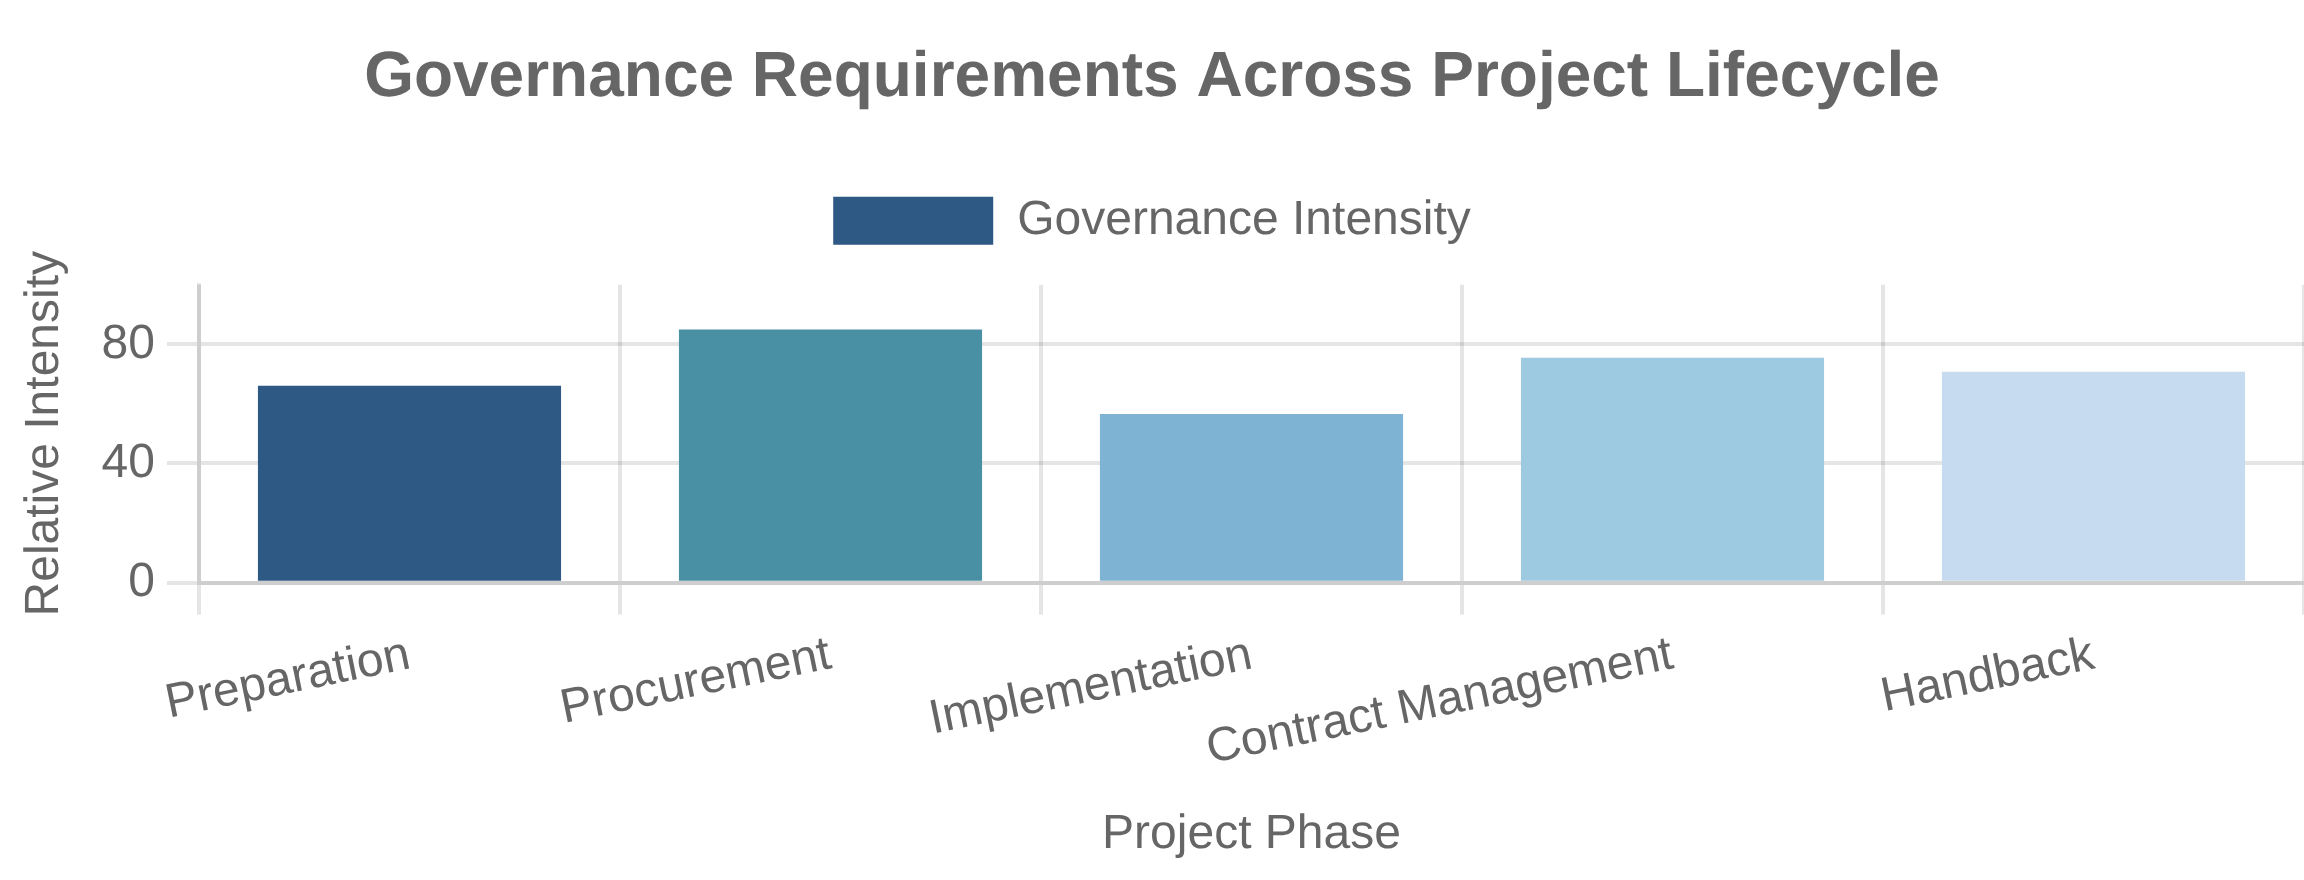 Governance Requirements Across Project Lifecycle
Governance Intensity
Relative Intensity
80
40
0
Preparation
Procurement
Implementation
Contract Management
Handback
Project Phase